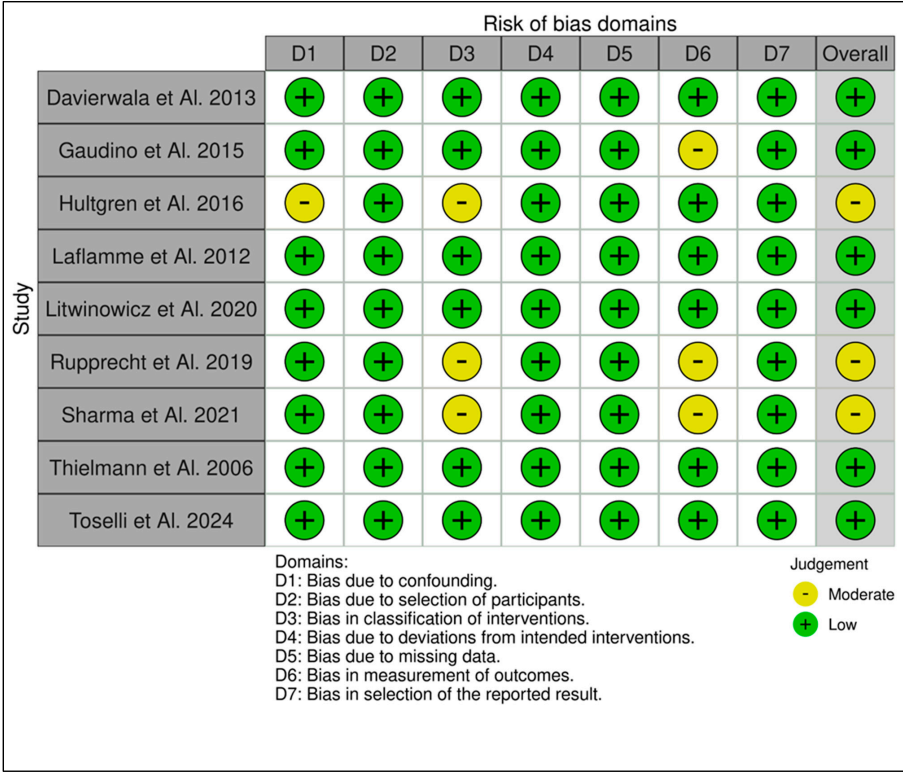 Risk of bias domains
D1 D2 D3 D4 D5 D6 D7 Overall
Study
Davierwala et Al. 2013 + + + + + + + +
Gaudino et Al. 2015 + + + + + - + +
Hultgren et Al. 2016 - + - + + + + -
Laflamme et Al. 2012 + + + + + + + +
Litwinowicz et Al. 2020 + + + + + + + +
Rupprecht et Al. 2019 + + - + + - + -
Sharma et Al. 2021 + + - + + - + -
Thielmann et Al. 2006 + + + + + + + +
Toselli et Al. 2024 + + + + + + + +
Domains:
D1: Bias due to confounding.
D2: Bias due to selection of participants.
D3: Bias in classification of interventions.
D4: Bias due to deviations from intended interventions.
D5: Bias due to missing data.
D6: Bias in measurement of outcomes.
D7: Bias in selection of the reported result.
Judgement
- Moderate
+ Low